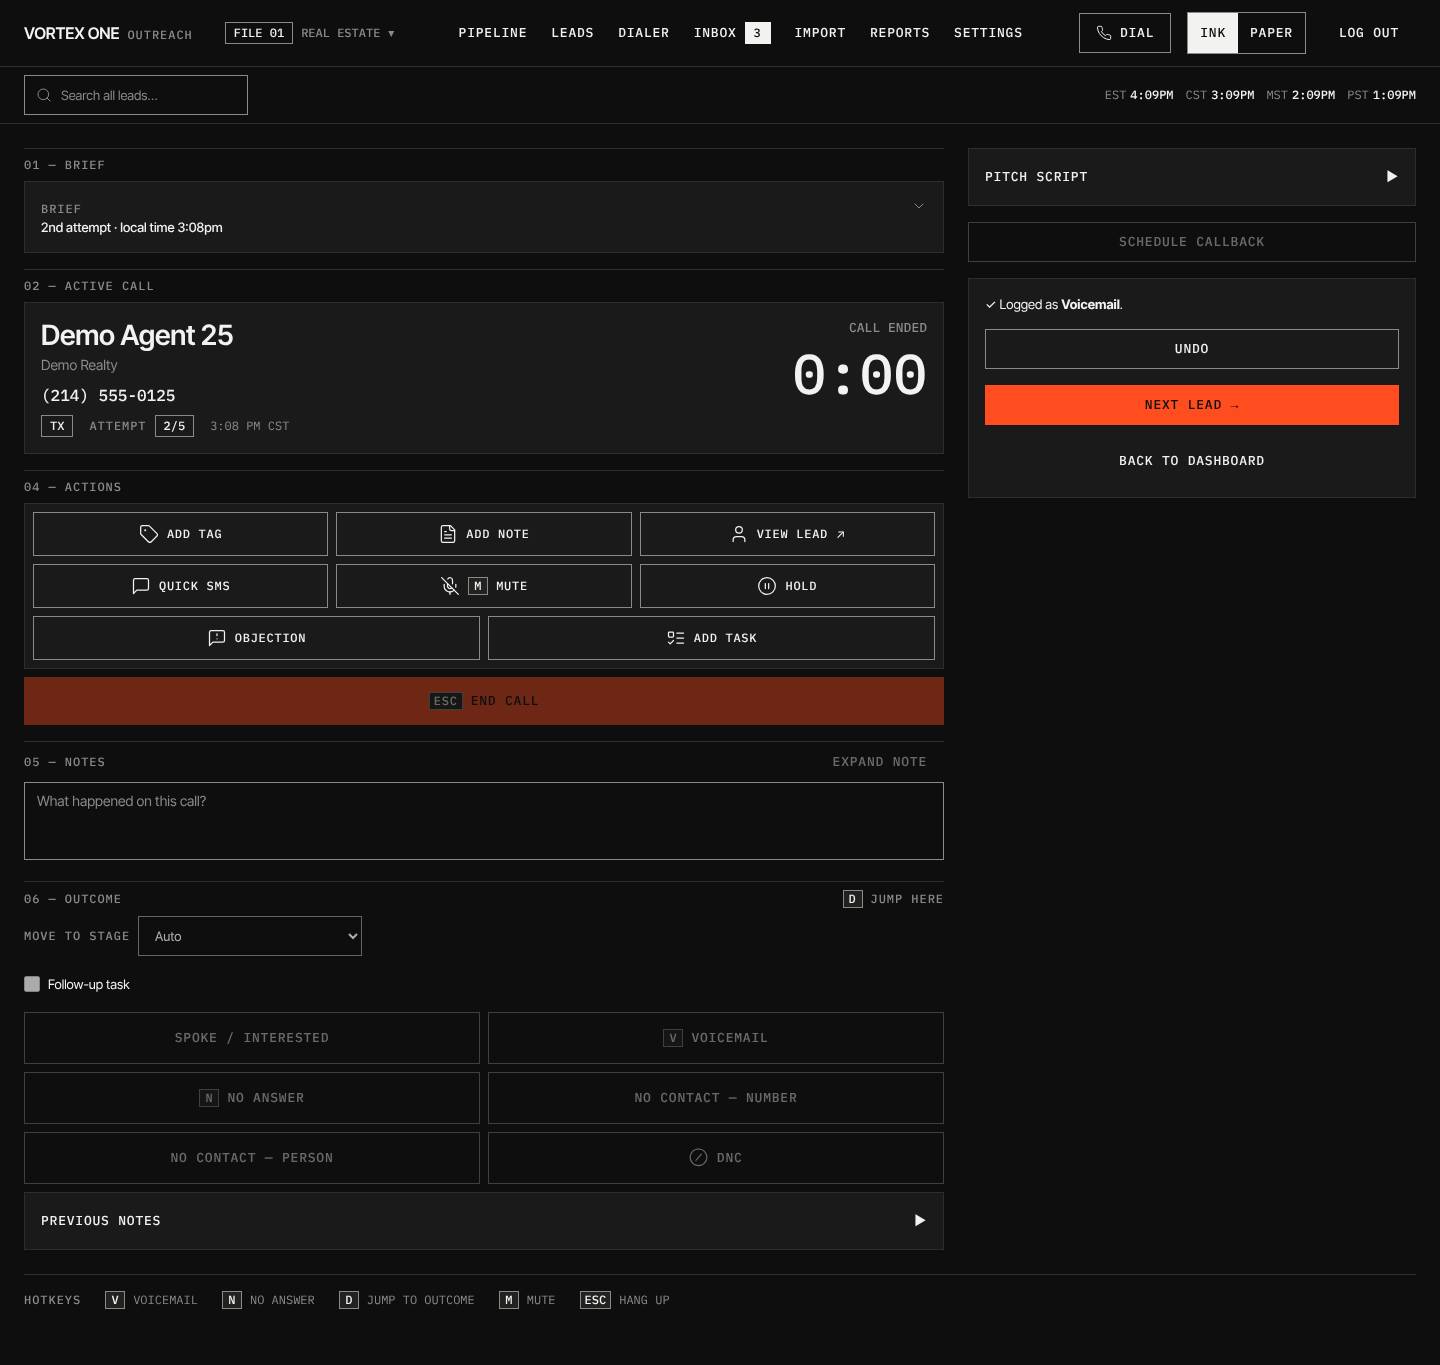 VORTEX ONE OUTREACH FILE 01 REAL ESTATE ▾ PIPELINE LEADS DIALER INBOX 3 IMPORT REPORTS SETTINGS DIAL INK PAPER LOG OUT
Search all leads... EST 4:09PM CST 3:09PM MST 2:09PM PST 1:09PM
01 — BRIEF
BRIEF
2nd attempt · local time 3:08pm
02 — ACTIVE CALL
Demo Agent 25
Demo Realty
(214) 555-0125
TX ATTEMPT 2/5 3:08 PM CST
CALL ENDED
0:00
04 — ACTIONS
ADD TAG ADD NOTE VIEW LEAD ↗
QUICK SMS M MUTE HOLD
OBJECTION ADD TASK
ESC END CALL
05 — NOTES EXPAND NOTE
What happened on this call?
06 — OUTCOME D JUMP HERE
MOVE TO STAGE Auto
Follow-up task
SPOKE / INTERESTED V VOICEMAIL
N NO ANSWER NO CONTACT — NUMBER
NO CONTACT — PERSON DNC
PREVIOUS NOTES ▶
PITCH SCRIPT ▶
SCHEDULE CALLBACK
✓ Logged as Voicemail.
UNDO
NEXT LEAD →
BACK TO DASHBOARD
HOTKEYS V VOICEMAIL N NO ANSWER D JUMP TO OUTCOME M MUTE ESC HANG UP